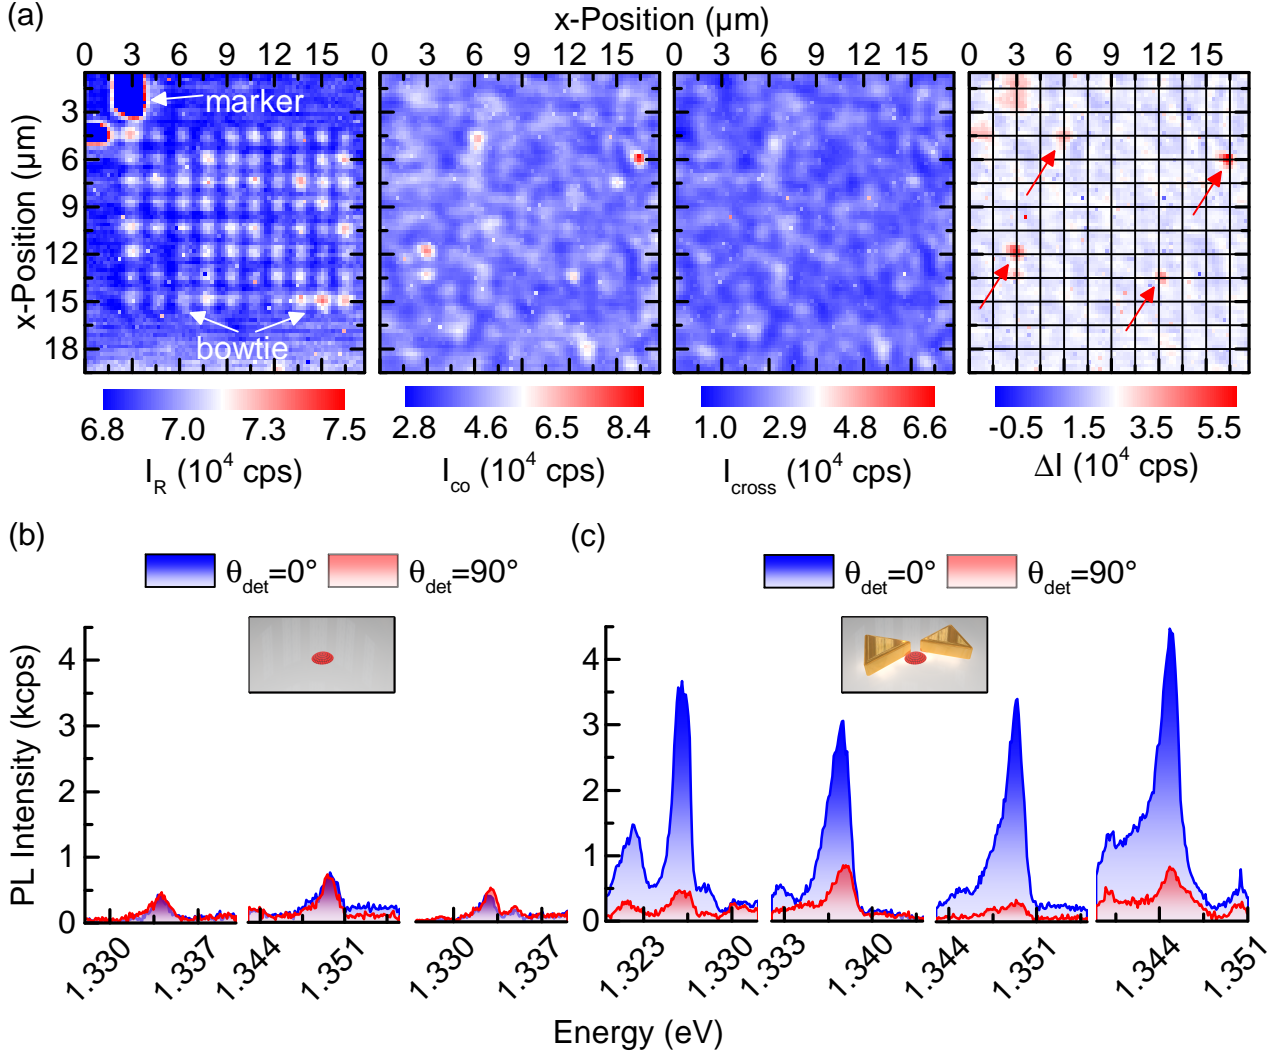 (a)
x-Position (μm)
0 3 6 9 12 15 0 3 6 9 12 15 0 3 6 9 12 15 0 3 6 9 12 15
x-Position (μm)
3
6
9
12
15
18
marker
bowtie
6.8 7.0 7.3 7.5
I_R (10^4 cps)
2.8 4.6 6.5 8.4
I_co (10^4 cps)
1.0 2.9 4.8 6.6
I_cross (10^4 cps)
-0.5 1.5 3.5 5.5
ΔI (10^4 cps)
(b)
θ_det=0° θ_det=90°
PL Intensity (kcps)
4
3
2
1
0
1.330 1.337 1.344 1.351 1.330 1.337
(c)
θ_det=0° θ_det=90°
4
3
2
1
0
1.323 1.330 1.333 1.340 1.344 1.351 1.344 1.351
Energy (eV)